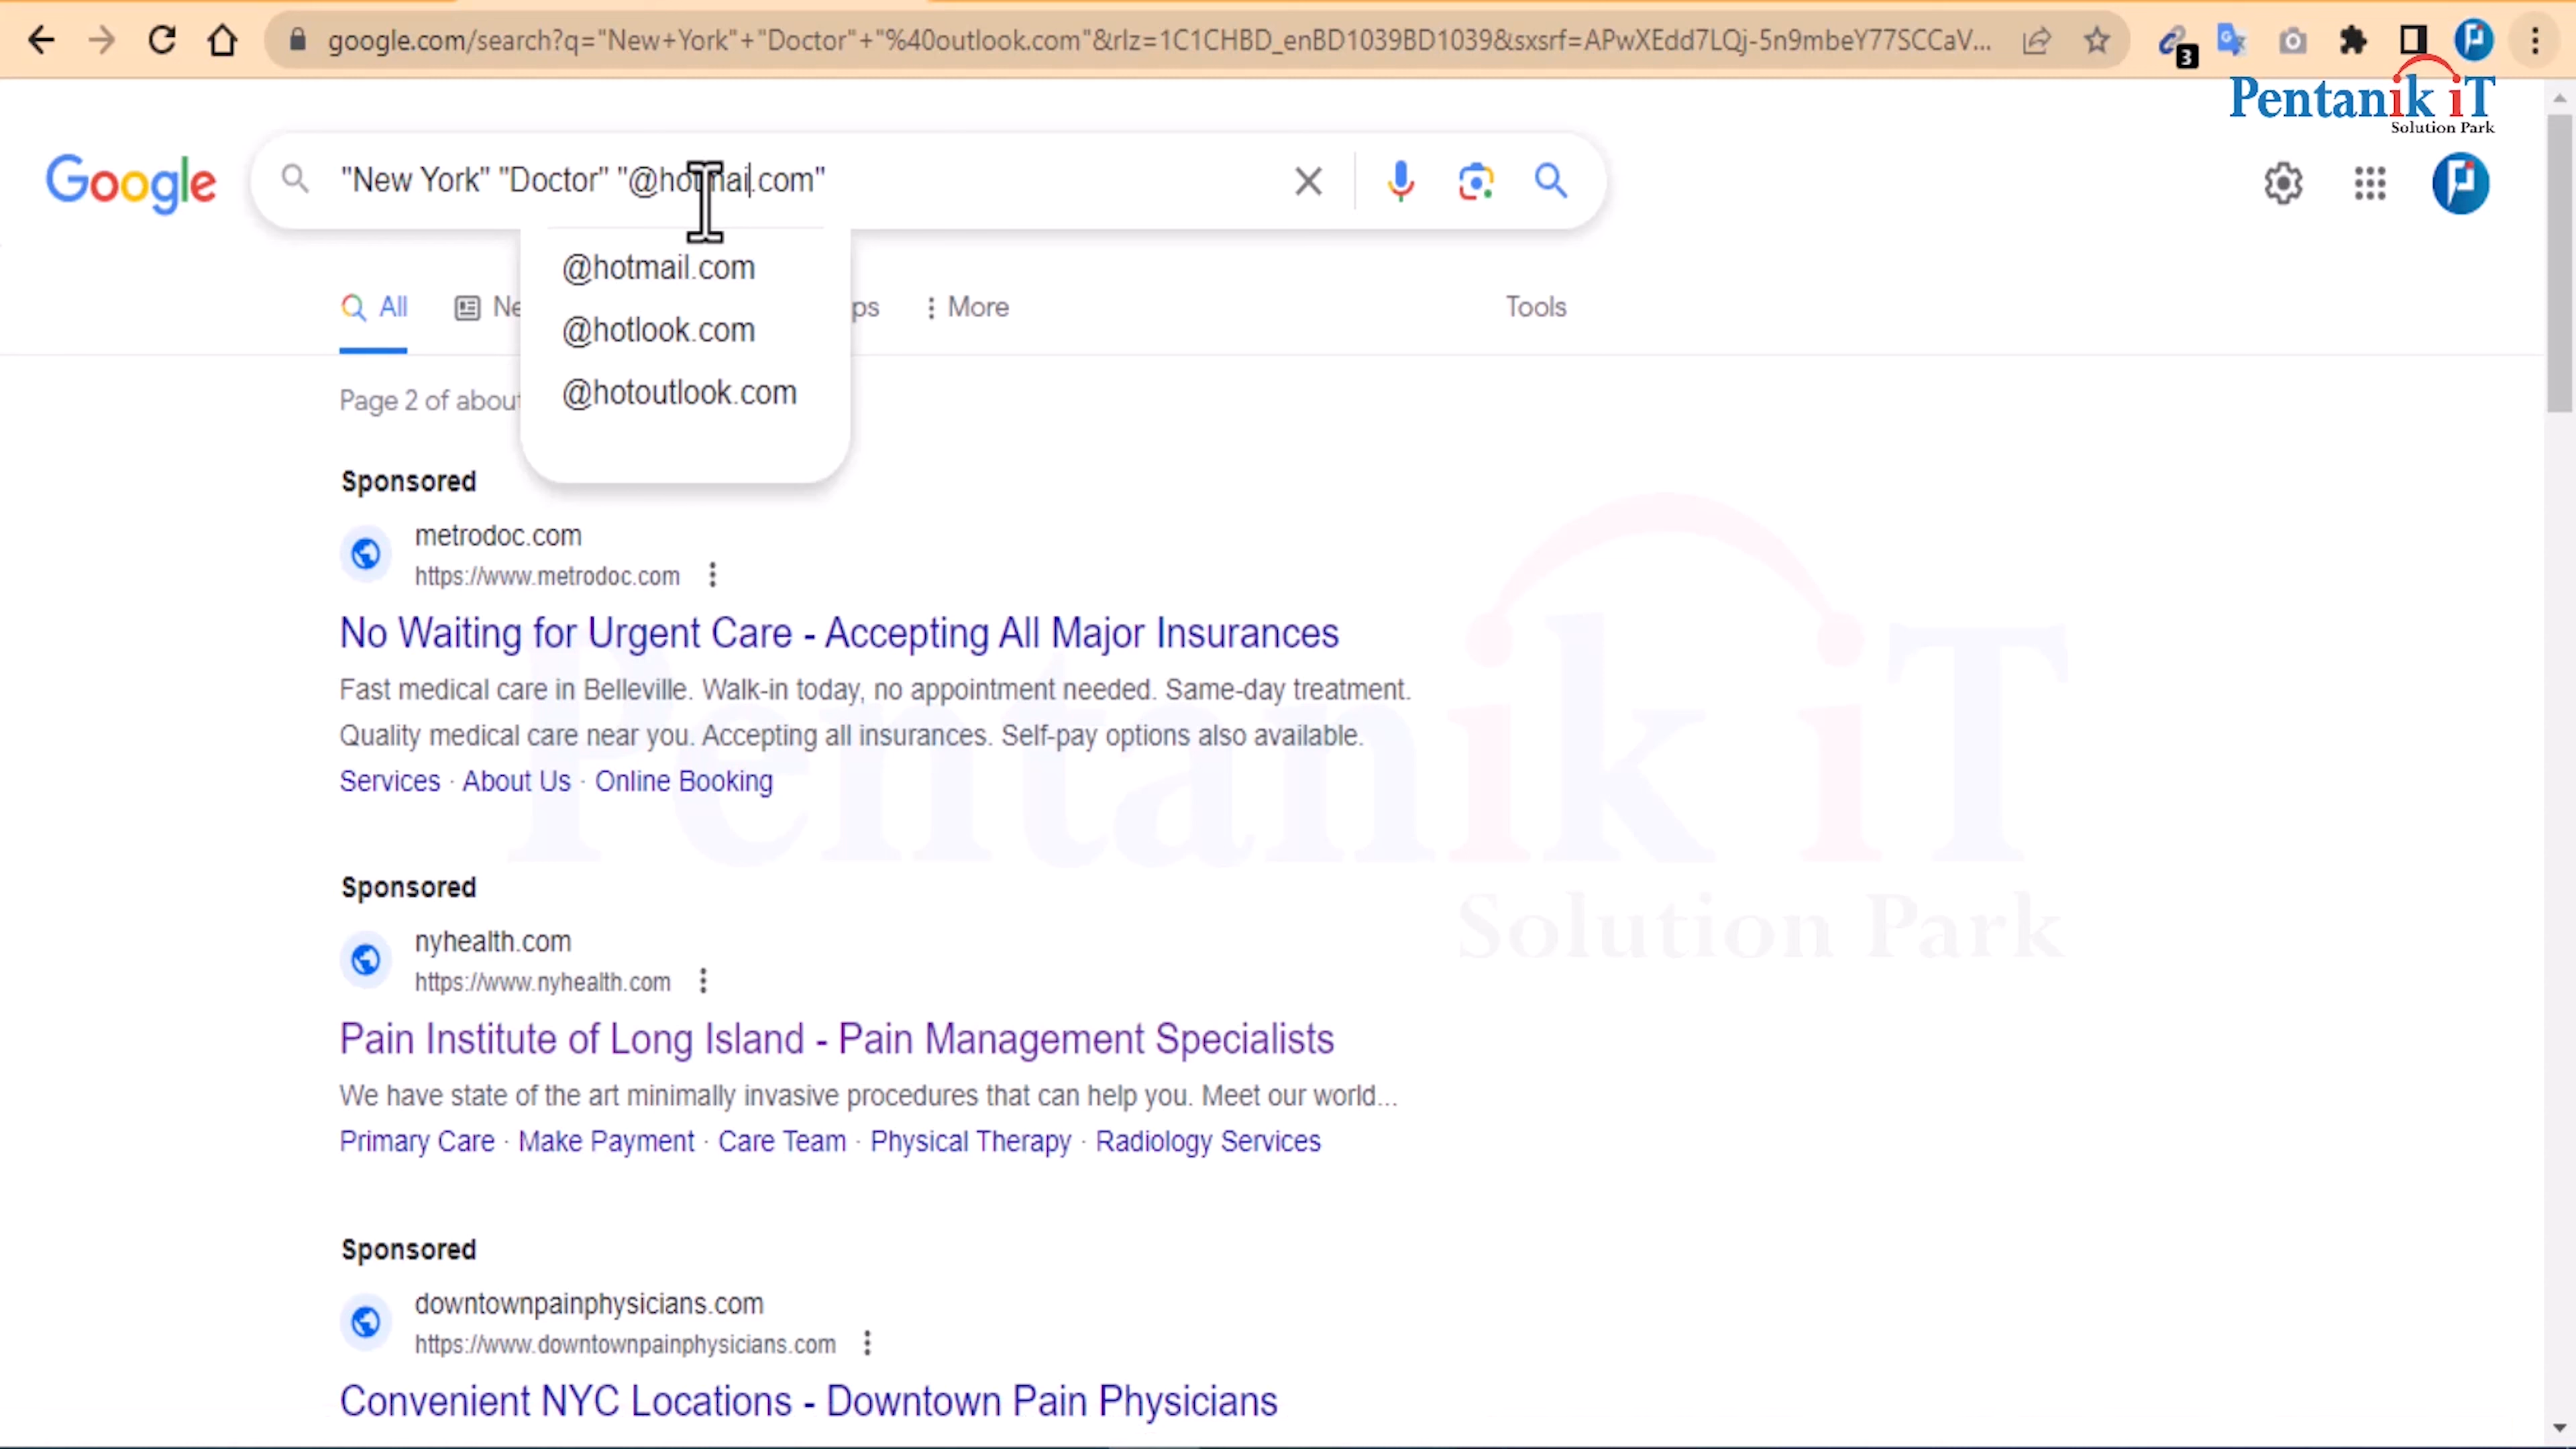 google.com/search?q="New+York"+"Doctor"+"%40outlook.com"&rlz=1C1CHBD_enBD1039BD1039&sxsrf=APwXEdd7LQj-5n9mbeY77SCCaV...
3
Pentanik iT
Solution Park
Google
"New York" "Doctor" "@hotmai.com"
@hotmail.com
@hotlook.com
@hotoutlook.com
All
More
Tools
Page 2 of about
Sponsored
metrodoc.com
https://www.metrodoc.com
No Waiting for Urgent Care - Accepting All Major Insurances
Fast medical care in Belleville. Walk-in today, no appointment needed. Same-day treatment.
Quality medical care near you. Accepting all insurances. Self-pay options also available.
Services · About Us · Online Booking
Pentanik iT
Solution Park
Sponsored
nyhealth.com
https://www.nyhealth.com
Pain Institute of Long Island - Pain Management Specialists
We have state of the art minimally invasive procedures that can help you. Meet our world...
Primary Care · Make Payment · Care Team · Physical Therapy · Radiology Services
Sponsored
downtownpainphysicians.com
https://www.downtownpainphysicians.com
Convenient NYC Locations - Downtown Pain Physicians